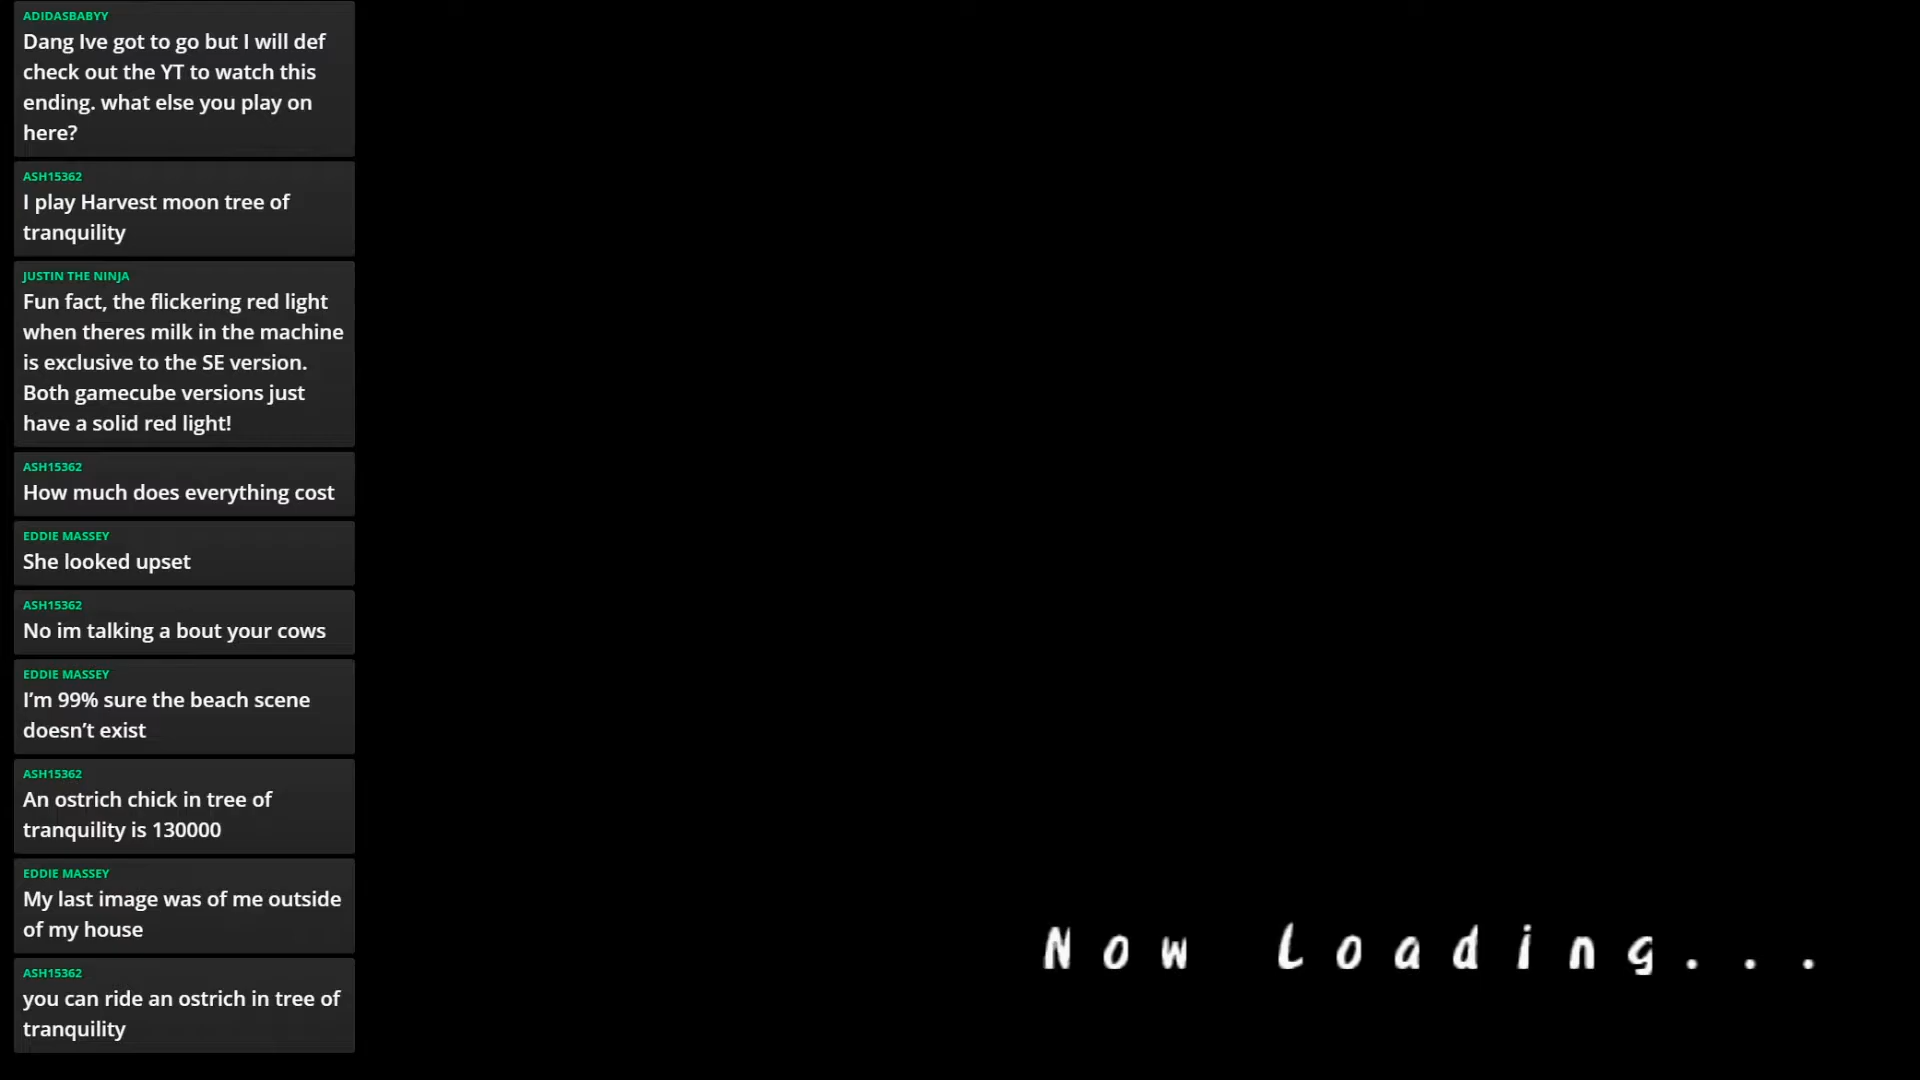 ADIDASBABYY
Dang Ive got to go but I will def
check out the YT to watch this
ending. what else you play on
here?
ASH15362
I play Harvest moon tree of
tranquility
JUSTIN THE NINJA
Fun fact, the flickering red light
when theres milk in the machine
is exclusive to the SE version.
Both gamecube versions just
have a solid red light!
ASH15362
How much does everything cost
EDDIE MASSEY
She looked upset
ASH15362
No im talking a bout your cows
EDDIE MASSEY
I’m 99% sure the beach scene
doesn’t exist
ASH15362
An ostrich chick in tree of
tranquility is 130000
EDDIE MASSEY
My last image was of me outside
of my house
ASH15362
you can ride an ostrich in tree of
tranquility
Now Loading...